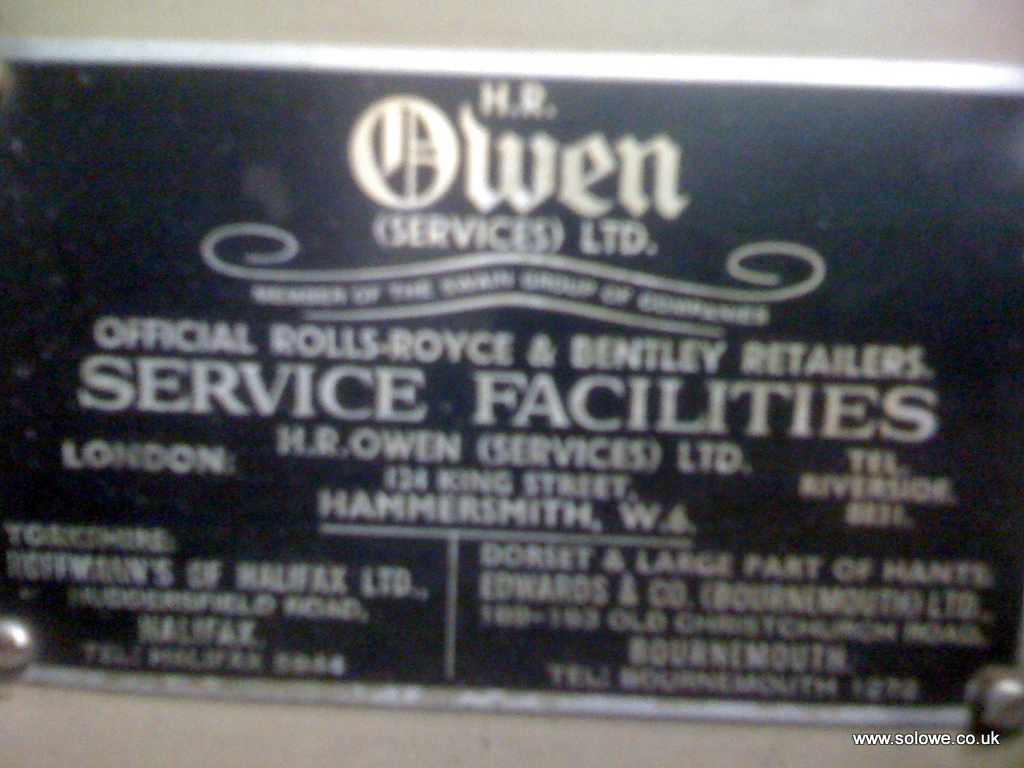 H.R.
Owen
(SERVICES) LTD.
MEMBER OF THE SWAIN GROUP OF COMPANIES
OFFICIAL ROLLS-ROYCE & BENTLEY RETAILERS.
SERVICE FACILITIES
LONDON:
H.R. OWEN (SERVICES) LTD.
124 KING STREET,
HAMMERSMITH, W.6.
TEL.
RIVERSIDE
YORKSHIRE:
OF HALIFAX LTD.,
HUDDERSFIELD ROAD,
HALIFAX.
TEL: HALIFAX
DORSET & LARGE PART OF HANTS:
EDWARDS & CO. (BOURNEMOUTH) LTD.
OLD CHRISTCHURCH ROAD,
BOURNEMOUTH.
TEL: BOURNEMOUTH
www.solowe.co.uk